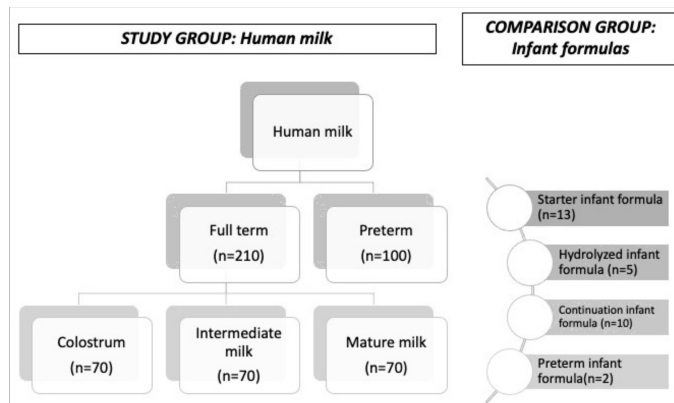 STUDY GROUP: Human milk
COMPARISON GROUP:
Infant formulas
Human milk
Full term
(n=210)
Preterm
(n=100)
Colostrum
(n=70)
Intermediate
milk
(n=70)
Mature milk
(n=70)
Starter infant formula
(n=13)
Hydrolyzed infant
formula (n=5)
Continuation infant
formula (n=10)
Preterm infant
formula(n=2)